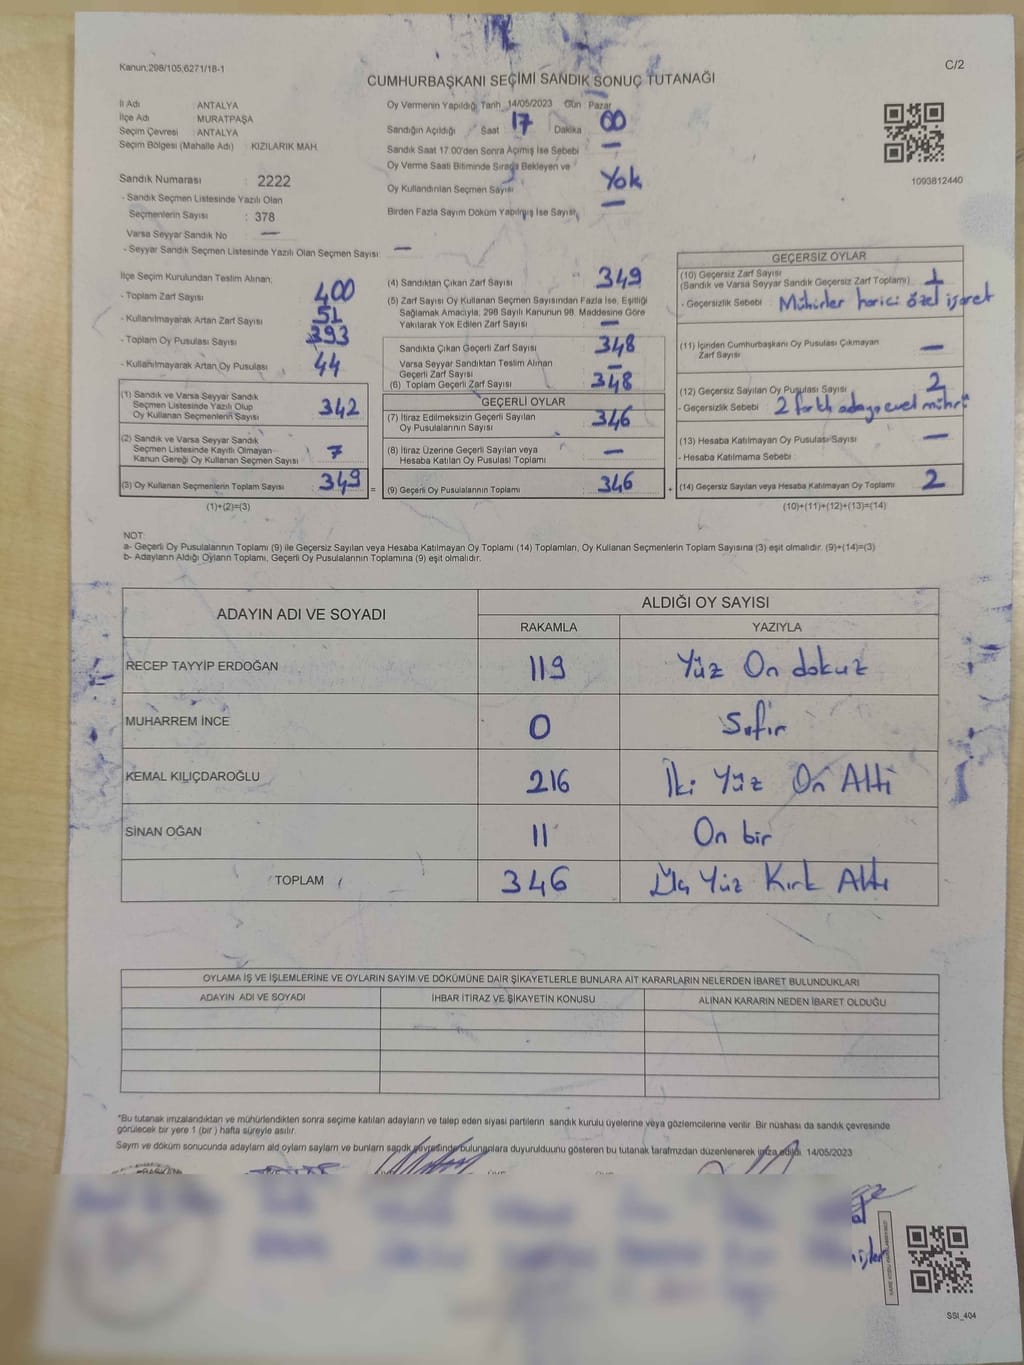 Kanun:298/105,6271/18-1
C/2
CUMHURBAŞKANI SEÇİMİ SANDIK SONUÇ TUTANAĞI
İl Adı ANTALYA
İlçe Adı MURATPAŞA
Seçim Çevresi : ANTALYA
Seçim Bölgesi (Mahalle Adı) KIZILARIK MAH.
Sandık Numarası : 2222
- Sandık Seçmen Listesinde Yazılı Olan
Seçmenlerin Sayısı : 378
Varsa Seyyar Sandık No —
- Seyyar Sandık Seçmen Listesinde Yazılı Olan Seçmen Sayısı: —
Oy Vermenin Yapıldığı Tarih 14/05/2023 Gün : Pazar
Sandığın Açıldığı Saat 17 Dakika 00
Sandık Saat 17.00'den Sonra Açılmış İse Sebebi —
Oy Verme Saati Bitiminde Sırada Bekleyen ve
Oy Kullandırılan Seçmen Sayısı Yok
Birden Fazla Sayım Döküm Yapılmış İse Sayısı —
1093812440
İlçe Seçim Kurulundan Teslim Alınan;
- Toplam Zarf Sayısı 400
- Kullanılmayarak Artan Zarf Sayısı 51
- Toplam Oy Pusulası Sayısı 393
- Kullanılmayarak Artan Oy Pusulası 44
(1) Sandık ve Varsa Seyyar Sandık
Seçmen Listesinde Yazılı Olup
Oy Kullanan Seçmenlerin Sayısı 342
(2) Sandık ve Varsa Seyyar Sandık
Seçmen Listesinde Kayıtlı Olmayan
Kanun Gereği Oy Kullanan Seçmen Sayısı 7
(3) Oy Kullanan Seçmenlerin Toplam Sayısı 349 =
(1)+(2)=(3)
(4) Sandıktan Çıkan Zarf Sayısı : 349
(5) Zarf Sayısı Oy Kullanan Seçmen Sayısından Fazla İse, Eşitliği
Sağlamak Amacıyla; 298 Sayılı Kanunun 98. Maddesine Göre
Yakılarak Yok Edilen Zarf Sayısı —
Sandıkta Çıkan Geçerli Zarf Sayısı 348
Varsa Seyyar Sandıktan Teslim Alınan
Geçerli Zarf Sayısı —
(6) Toplam Geçerli Zarf Sayısı 348
GEÇERLİ OYLAR
(7) İtiraz Edilmeksizin Geçerli Sayılan
Oy Pusulalarının Sayısı 346
(8) İtiraz Üzerine Geçerli Sayılan veya
Hesaba Katılan Oy Pusulası Toplamı —
(9) Geçerli Oy Pusulalarının Toplamı 346 +
GEÇERSİZ OYLAR
(10) Geçersiz Zarf Sayısı
(Sandık ve Varsa Seyyar Sandık Geçersiz Zarf Toplamı) 1
- Geçersizlik Sebebi Mühürler harici özel işaret
(11) İçinden Cumhurbaşkanı Oy Pusulası Çıkmayan
Zarf Sayısı —
(12) Geçersiz Sayılan Oy Pusulası Sayısı 2
- Geçersizlik Sebebi 2 farklı adaya
(13) Hesaba Katılmayan Oy Pusulası Sayısı —
- Hesaba Katılmama Sebebi :
(14) Geçersiz Sayılan veya Hesaba Katılmayan Oy Toplamı 2
(10)+(11)+(12)+(13)=(14)
NOT:
a- Geçerli Oy Pusulalarının Toplamı (9) ile Geçersiz Sayılan veya Hesaba Katılmayan Oy Toplamı (14) Toplamları, Oy Kullanan Seçmenlerin Toplam Sayısına (3) eşit olmalıdır. (9)+(14)=(3)
b- Adayların Aldığı Oyların Toplamı, Geçerli Oy Pusulalarının Toplamına (9) eşit olmalıdır.
ADAYIN ADI VE SOYADI ALDIĞI OY SAYISI
RAKAMLA YAZIYLA
RECEP TAYYİP ERDOĞAN 119 Yüz On dokuz
MUHARREM İNCE 0 Sıfır
KEMAL KILIÇDAROĞLU 216 İki Yüz On Altı
SİNAN OĞAN 11 On bir
TOPLAM 346 Üç Yüz Kırk Altı
OYLAMA İŞ VE İŞLEMLERİNE VE OYLARIN SAYIM VE DÖKÜMÜNE DAİR ŞİKAYETLERLE BUNLARA AİT KARARLARIN NELERDEN İBARET BULUNDUKLARI
ADAYIN ADI VE SOYADI İHBAR İTİRAZ VE ŞİKAYETİN KONUSU ALINAN KARARIN NEDEN İBARET OLDUĞU
*Bu tutanak imzalandıktan ve mühürlendikten sonra seçime katılan adayların ve talep eden siyasi partilerin sandık kurulu üyelerine veya gözlemcilerine verilir. Bir nüshası da sandık çevresinde
görülecek bir yere 1 (bir) hafta süreyle asılır.
Sayım ve döküm sonucunda adayların aldı oyların sayların ve bunların sandk çevresinde bulunanlara duyurulduunu gösteren bu tutanak tarafmzdan düzenlenerek imza edildi. 14/05/2023
SSİ_404